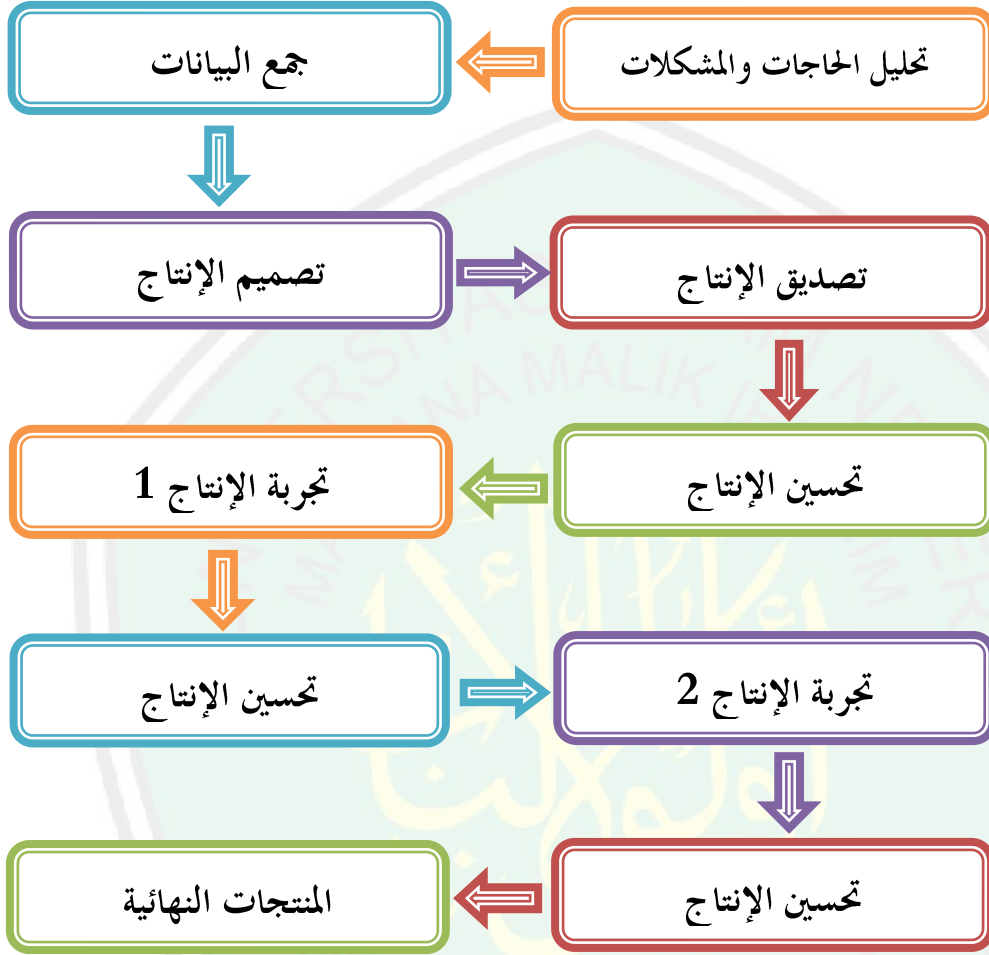 تحليل الحاجات والمشكلات
جمع البيانات
تصميم الإنتاج
تصديق الإنتاج
تحسين الإنتاج
تجربة الإنتاج 1
تحسين الإنتاج
تجربة الإنتاج 2
تحسين الإنتاج
المنتجات النهائية
MALIK